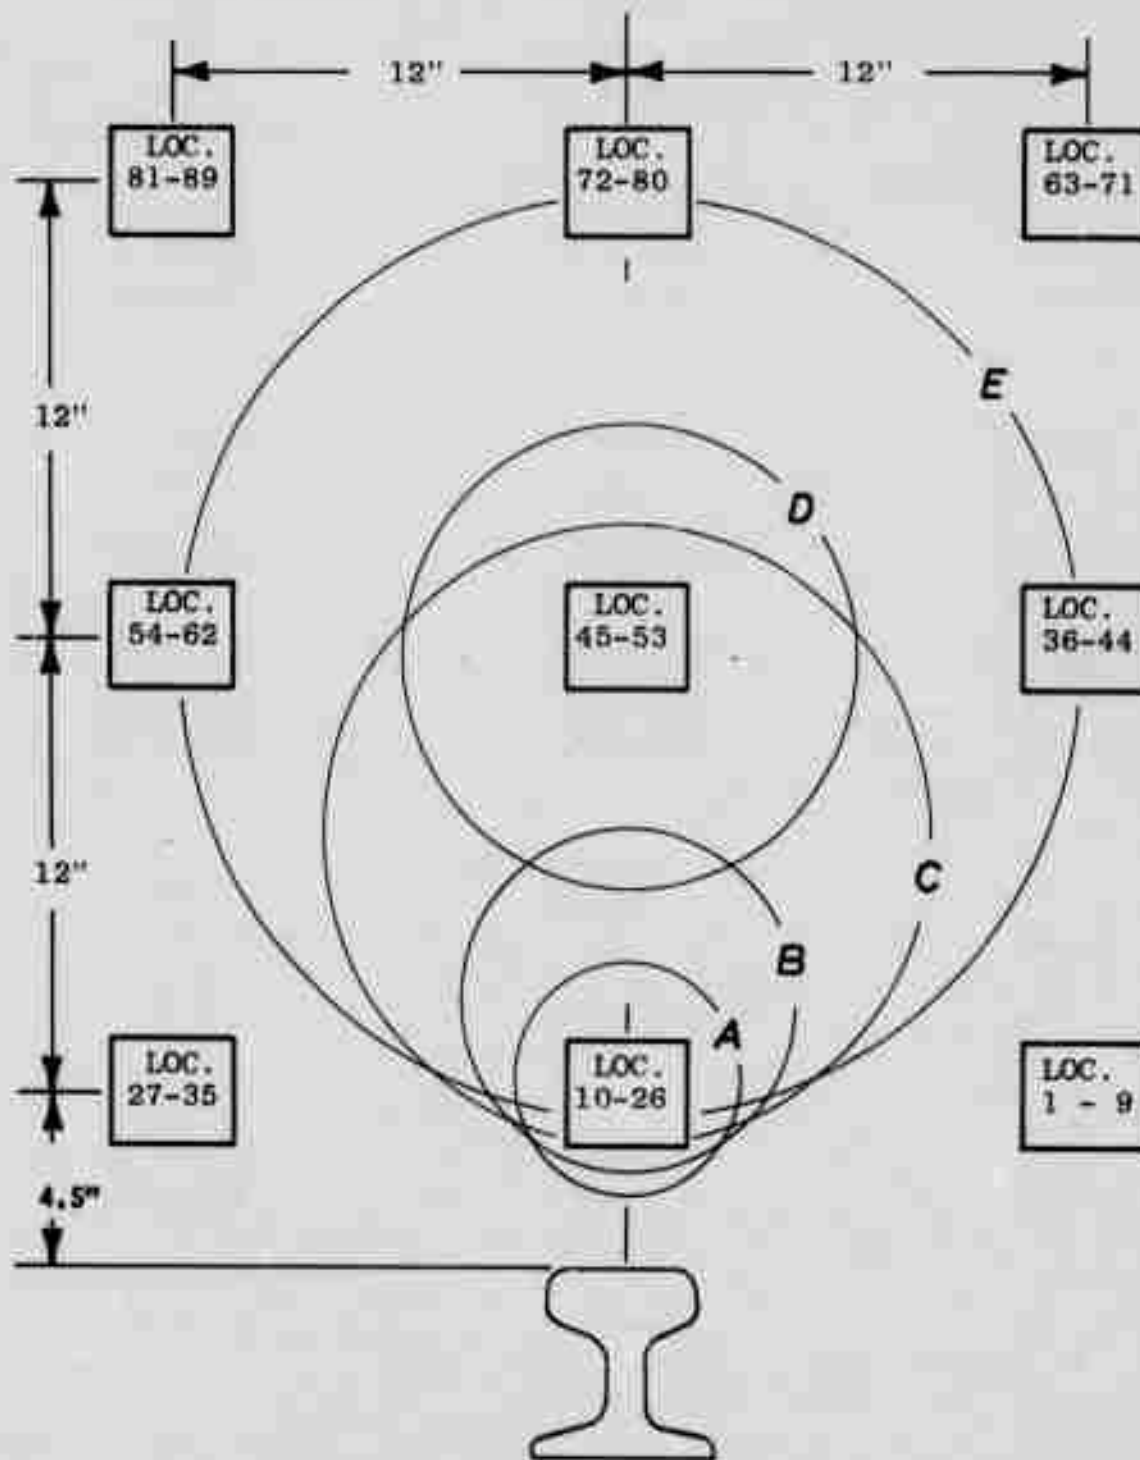 12" 12"
LOC. LOC. LOC.
81-89 72-80 63-71
E
12"
D
LOC. LOC. LOC.
54-62 45-53 36-44
12"
C
B
A
LOC. LOC. LOC.
27-35 10-26 1 - 9
4.5"